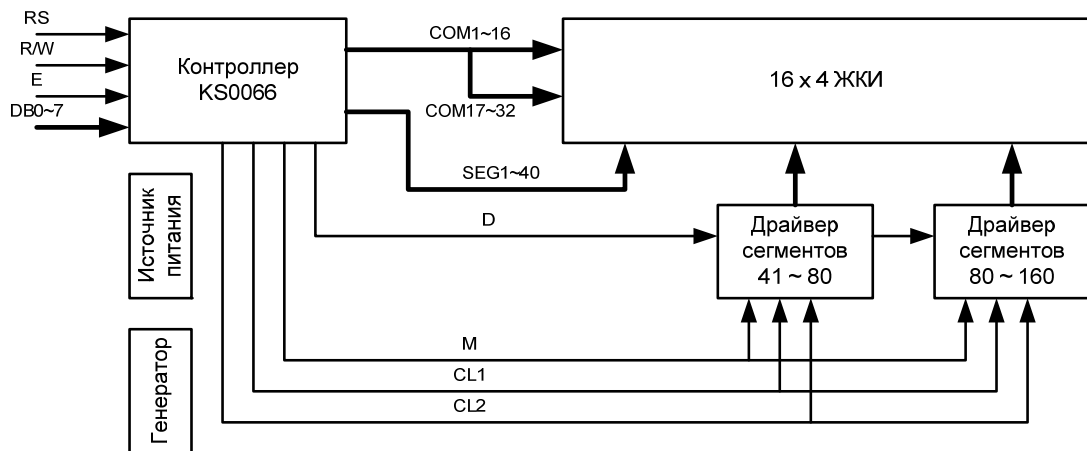 RS
R/W
E
DB0~7
Контроллер
KS0066
COM1~16
COM17~32
SEG1~40
16 x 4 ЖКИ
Источник
питания
D
Драйвер
сегментов
41 ~ 80
Драйвер
сегментов
80 ~ 160
Генератор
M
CL1
CL2